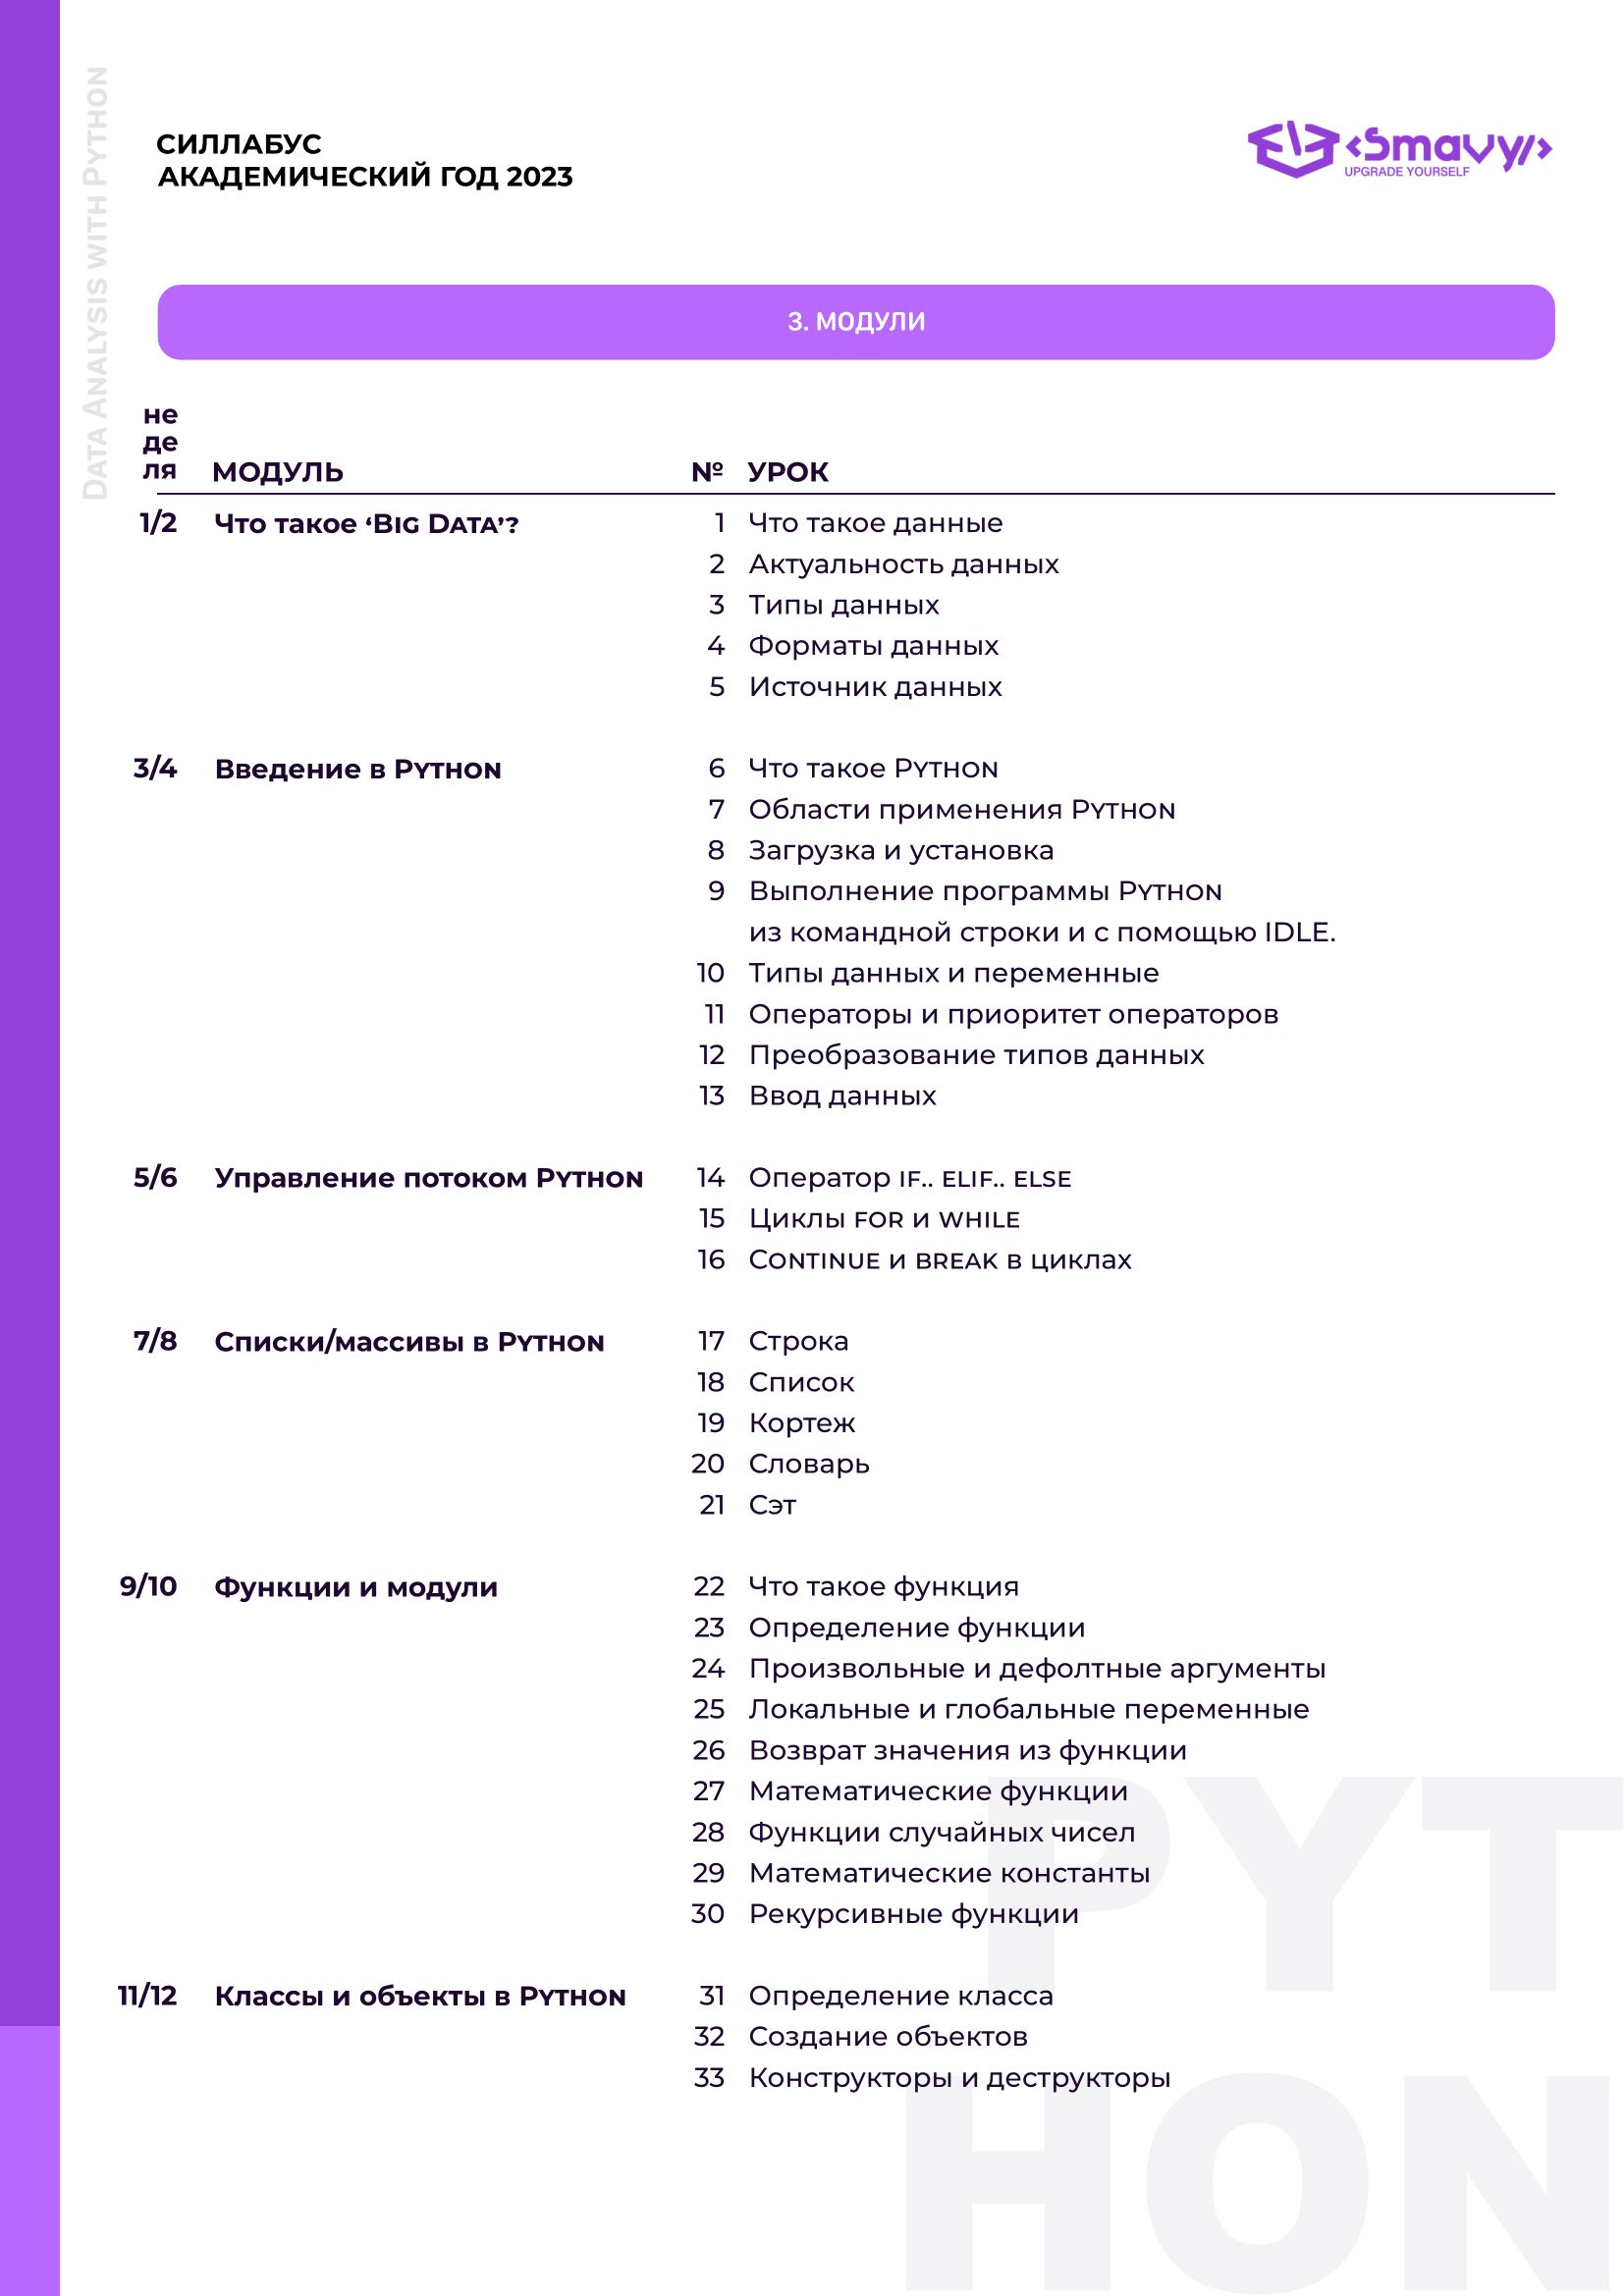 Data Analysis with Python
СИЛЛАБУС
АКАДЕМИЧЕСКИЙ ГОД 2023
<Smavy/>
UPGRADE YOURSELF
3. МОДУЛИ
не
де
ля МОДУЛЬ № УРОК
1/2 Что такое ‘Big Data’? 1 Что такое данные
2 Актуальность данных
3 Типы данных
4 Форматы данных
5 Источник данных
3/4 Введение в Python 6 Что такое Python
7 Области применения Python
8 Загрузка и установка
9 Выполнение программы Python
из командной строки и с помощью IDLE.
10 Типы данных и переменные
11 Операторы и приоритет операторов
12 Преобразование типов данных
13 Ввод данных
5/6 Управление потоком Python 14 Оператор if.. elif.. else
15 Циклы for и while
16 Continue и break в циклах
7/8 Списки/массивы в Python 17 Строка
18 Список
19 Кортеж
20 Словарь
21 Сэт
9/10 Функции и модули 22 Что такое функция
23 Определение функции
24 Произвольные и дефолтные аргументы
25 Локальные и глобальные переменные
26 Возврат значения из функции
27 Математические функции
28 Функции случайных чисел
29 Математические константы
30 Рекурсивные функции
11/12 Классы и объекты в Python 31 Определение класса
32 Создание объектов
33 Конструкторы и деструкторы
PYT
HON